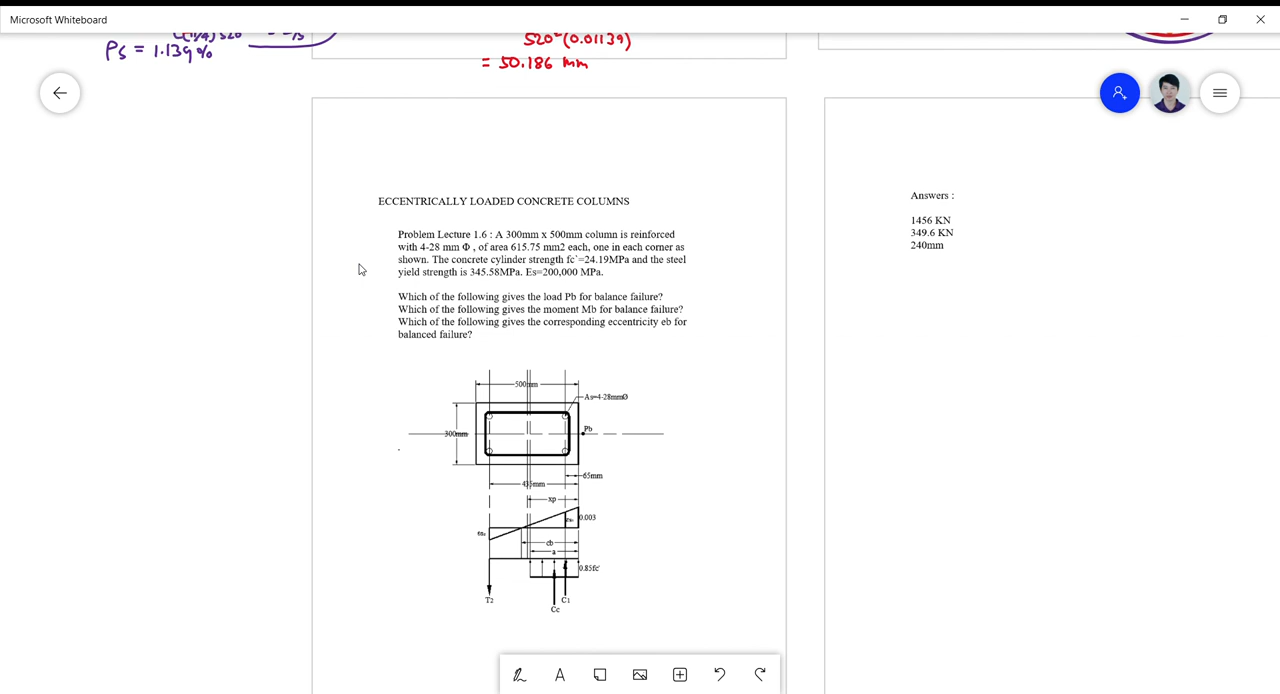 Microsoft Whiteboard
Ps = 1.139%
520² (0.01139)
= 50.186 mm
ECCENTRICALLY LOADED CONCRETE COLUMNS
Problem Lecture 1.6 : A 300mm x 500mm column is reinforced
with 4-28 mm Φ , of area 615.75 mm2 each, one in each corner as
shown. The concrete cylinder strength fc`=24.19MPa and the steel
yield strength is 345.58MPa. Es=200,000 MPa.
Which of the following gives the load Pb for balance failure?
Which of the following gives the moment Mb for balance failure?
Which of the following gives the corresponding eccentricity eb for
balanced failure?
500mm
As=4-28mmØ
300mm
Pb
65mm
435mm
xp
0.003
cb
a
0.85fc'
T2
C1
Cc
Answers :
1456 KN
349.6 KN
240mm
A